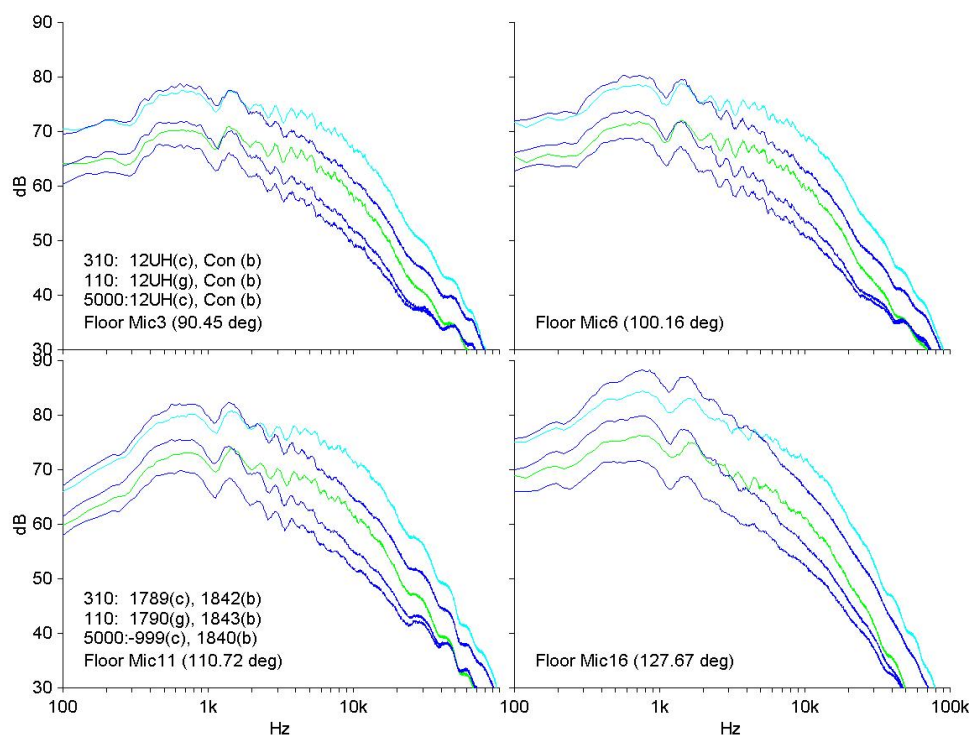 90
80
70
60
50
40
30
dB
310: 12UH(c), Con (b)
110: 12UH(g), Con (b)
5000:12UH(c), Con (b)
Floor Mic3 (90.45 deg)
Floor Mic6 (100.16 deg)
90
80
70
60
50
40
30
dB
310: 1789(c), 1842(b)
110: 1790(g), 1843(b)
5000:-999(c), 1840(b)
Floor Mic11 (110.72 deg)
Floor Mic16 (127.67 deg)
100 1k 10k 100 1k 10k 100k
Hz Hz